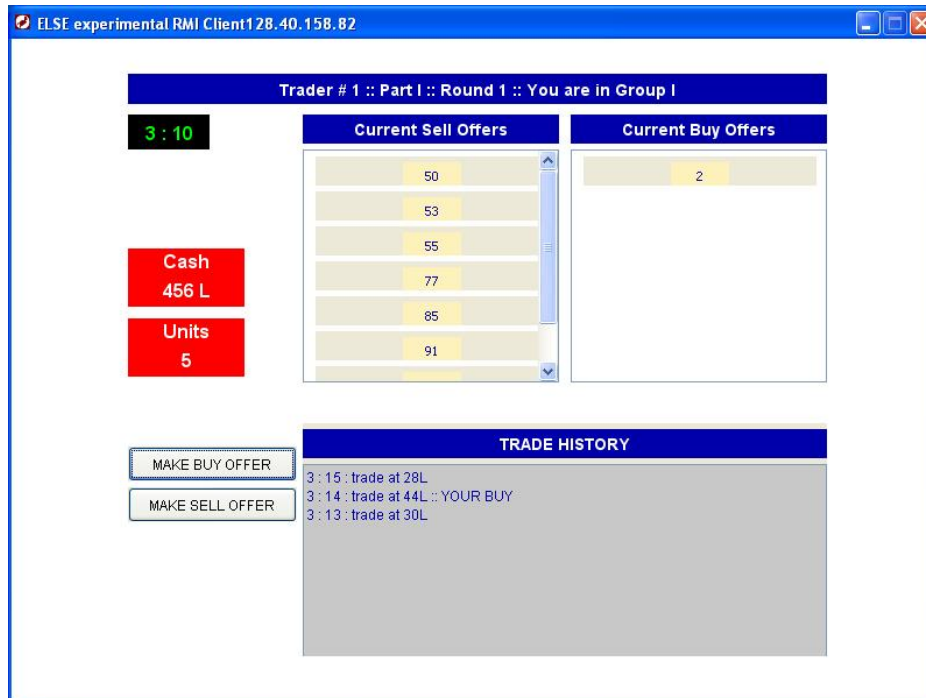 ELSE experimental RMI Client128.40.158.82
Trader # 1 :: Part I :: Round 1 :: You are in Group I
3 : 10
Current Sell Offers
Current Buy Offers
50
53
55
77
85
91
2
Cash
456 L
Units
5
MAKE BUY OFFER
MAKE SELL OFFER
TRADE HISTORY
3 : 15 : trade at 28L
3 : 14 : trade at 44L :: YOUR BUY
3 : 13 : trade at 30L